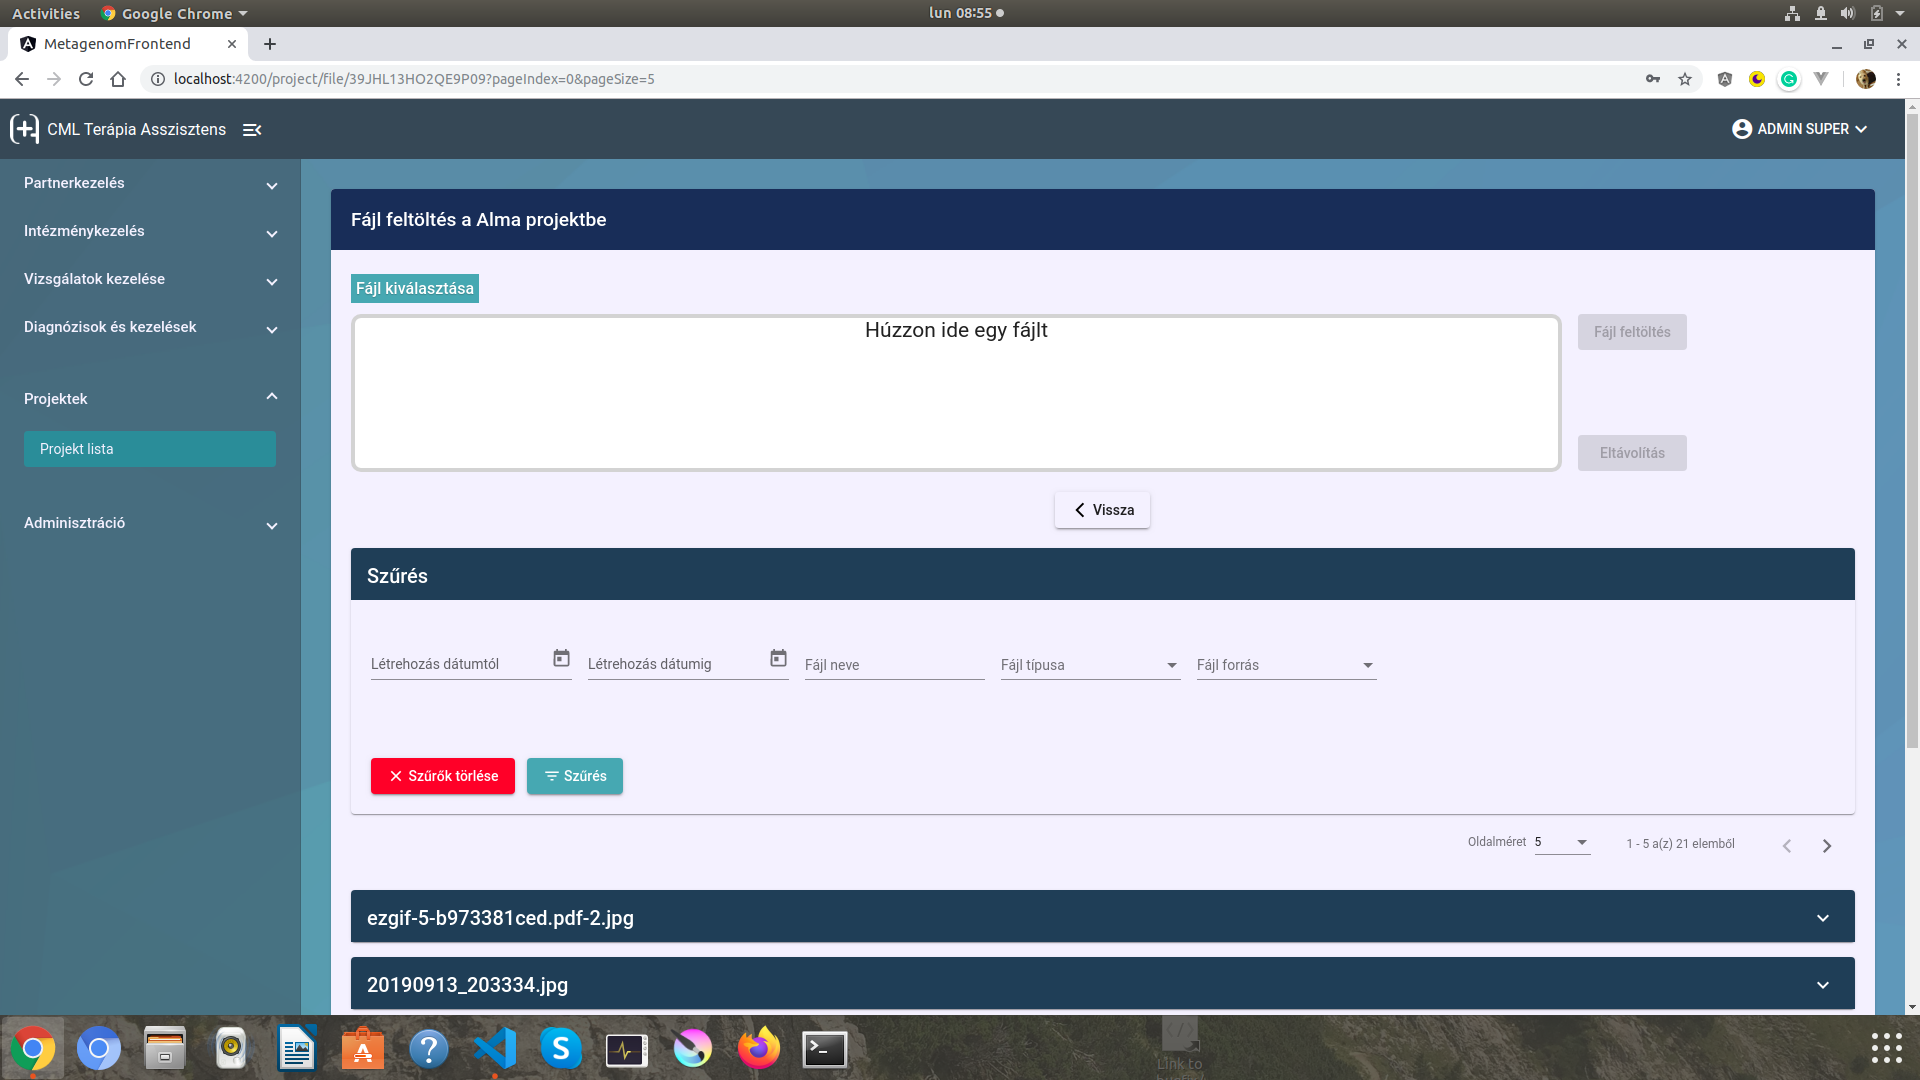 Activities
Google Chrome
lun 08:55
MetagenomFrontend
localhost:4200/project/file/39JHL13HO2QE9P09?pageIndex=0&pageSize=5
CML Terápia Asszisztens
ADMIN SUPER
Partnerkezelés
Intézménykezelés
Vizsgálatok kezelése
Diagnózisok és kezelések
Projektek
Projekt lista
Adminisztráció
Fájl feltöltés a Alma projektbe
Fájl kiválasztása
Húzzon ide egy fájlt
Fájl feltöltés
Eltávolítás
Vissza
Szűrés
Létrehozás dátumtól
Létrehozás dátumig
Fájl neve
Fájl típusa
Fájl forrás
Szűrők törlése
Szűrés
Oldalméret 5
1 - 5 a(z) 21 elemből
ezgif-5-b973381ced.pdf-2.jpg
20190913_203334.jpg
Link to